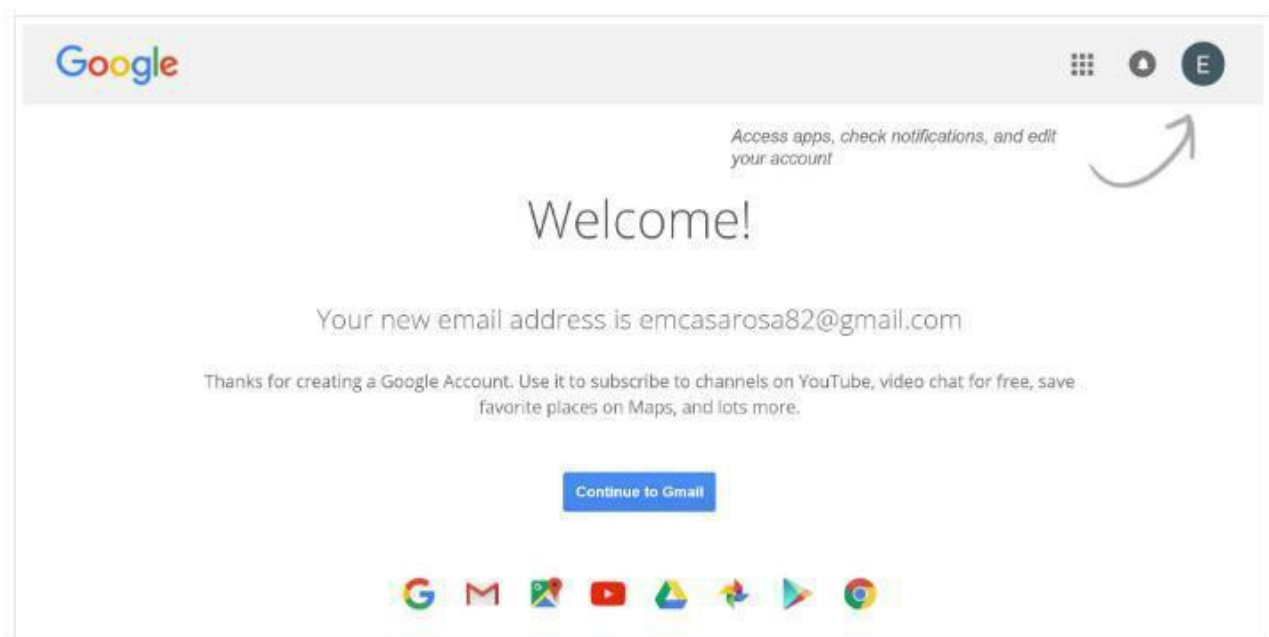 Google
E
Access apps, check notifications, and edit
your account
Welcome!
Your new email address is emcasarosa82@gmail.com
Thanks for creating a Google Account. Use it to subscribe to channels on YouTube, video chat for free, save
favorite places on Maps, and lots more.
Continue to Gmail